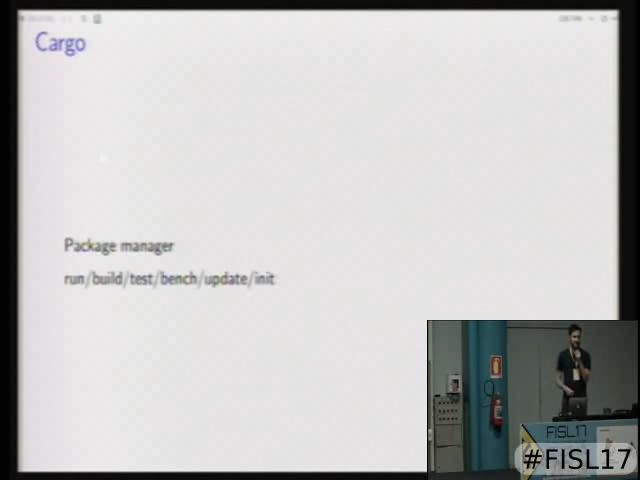 Cargo
Package manager
run/build/test/bench/update/init
FISL17
#FISL17